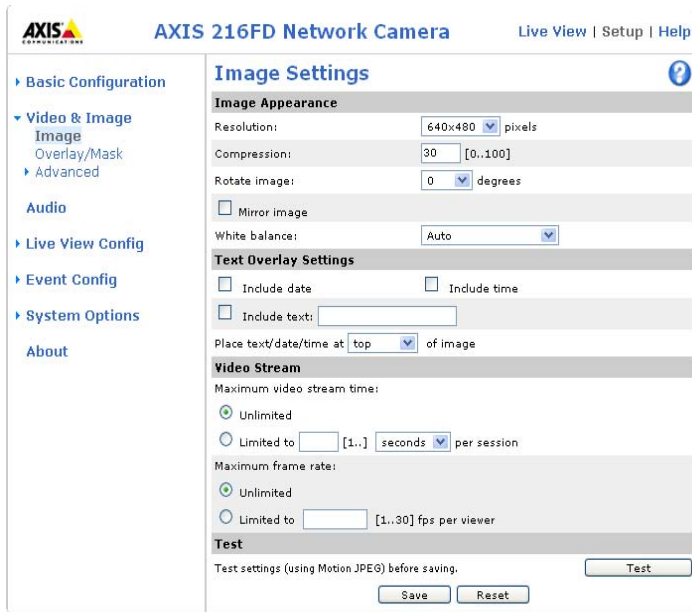 AXIS
COMMUNICATIONS
AXIS 216FD Network Camera
Live View | Setup | Help
Basic Configuration
Video & Image
Image
Overlay/Mask
Advanced
Audio
Live View Config
Event Config
System Options
About
Image Settings
?
Image Appearance
Resolution: 640x480 pixels
Compression: 30 [0..100]
Rotate image: 0 degrees
Mirror image
White balance: Auto
Text Overlay Settings
Include date Include time
Include text:
Place text/date/time at top of image
Video Stream
Maximum video stream time:
Unlimited
Limited to [1..] seconds per session
Maximum frame rate:
Unlimited
Limited to [1..30] fps per viewer
Test
Test settings (using Motion JPEG) before saving. Test
Save Reset